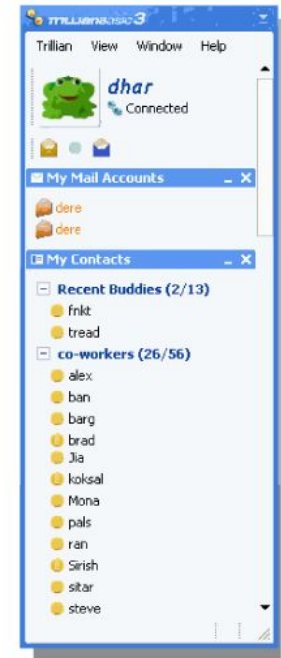 TRILLIAN BASIC 3
Trillian View Window Help
dhar
Connected
My Mail Accounts
dere
dere
My Contacts
Recent Buddies (2/13)
fnkt
tread
co-workers (26/56)
alex
ban
barg
brad
Jia
koksal
Mona
pals
ran
Sirish
sitar
steve